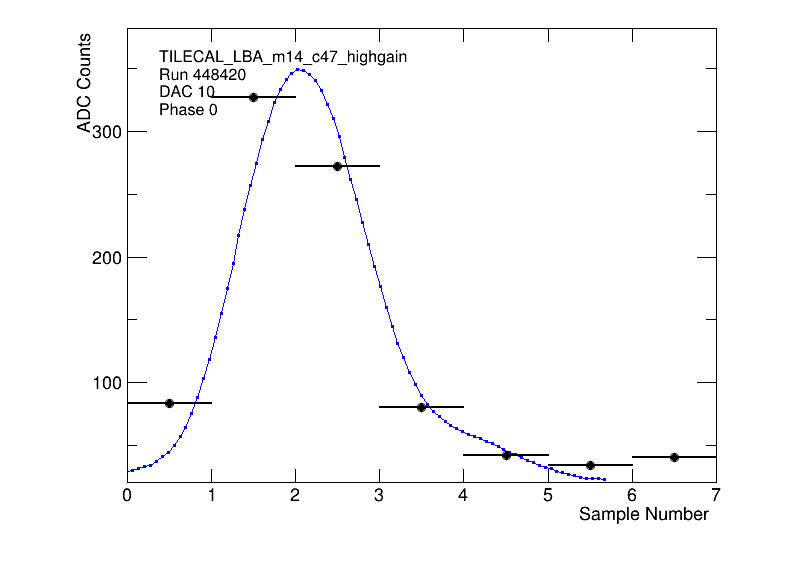 TILECAL_LBA_m14_c47_highgain
Run 448420
DAC 10
Phase 0
ADC Counts
300
200
100
0 1 2 3 4 5 6 7
Sample Number